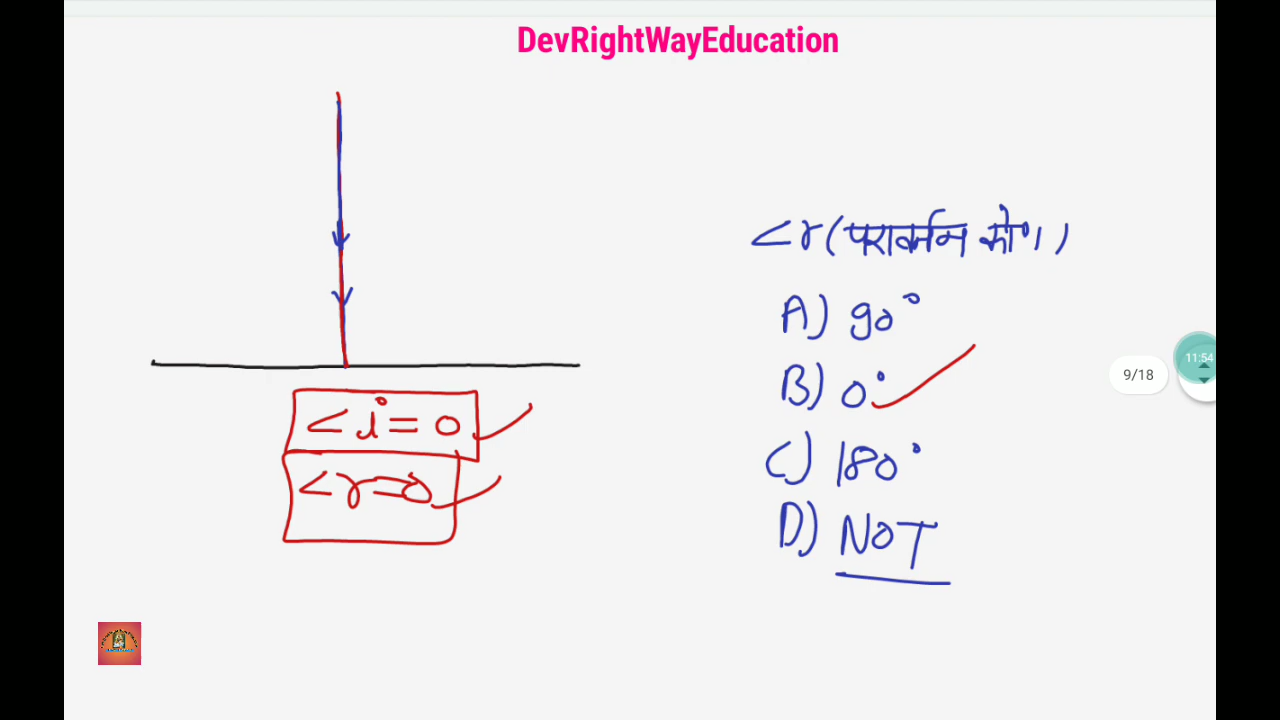 DevRightWayEducation
<r(परावर्तन कोण)
A) 90°
B) 0°
C) 180°
D) NOT
<i = 0
<r=0
9/18
11:54